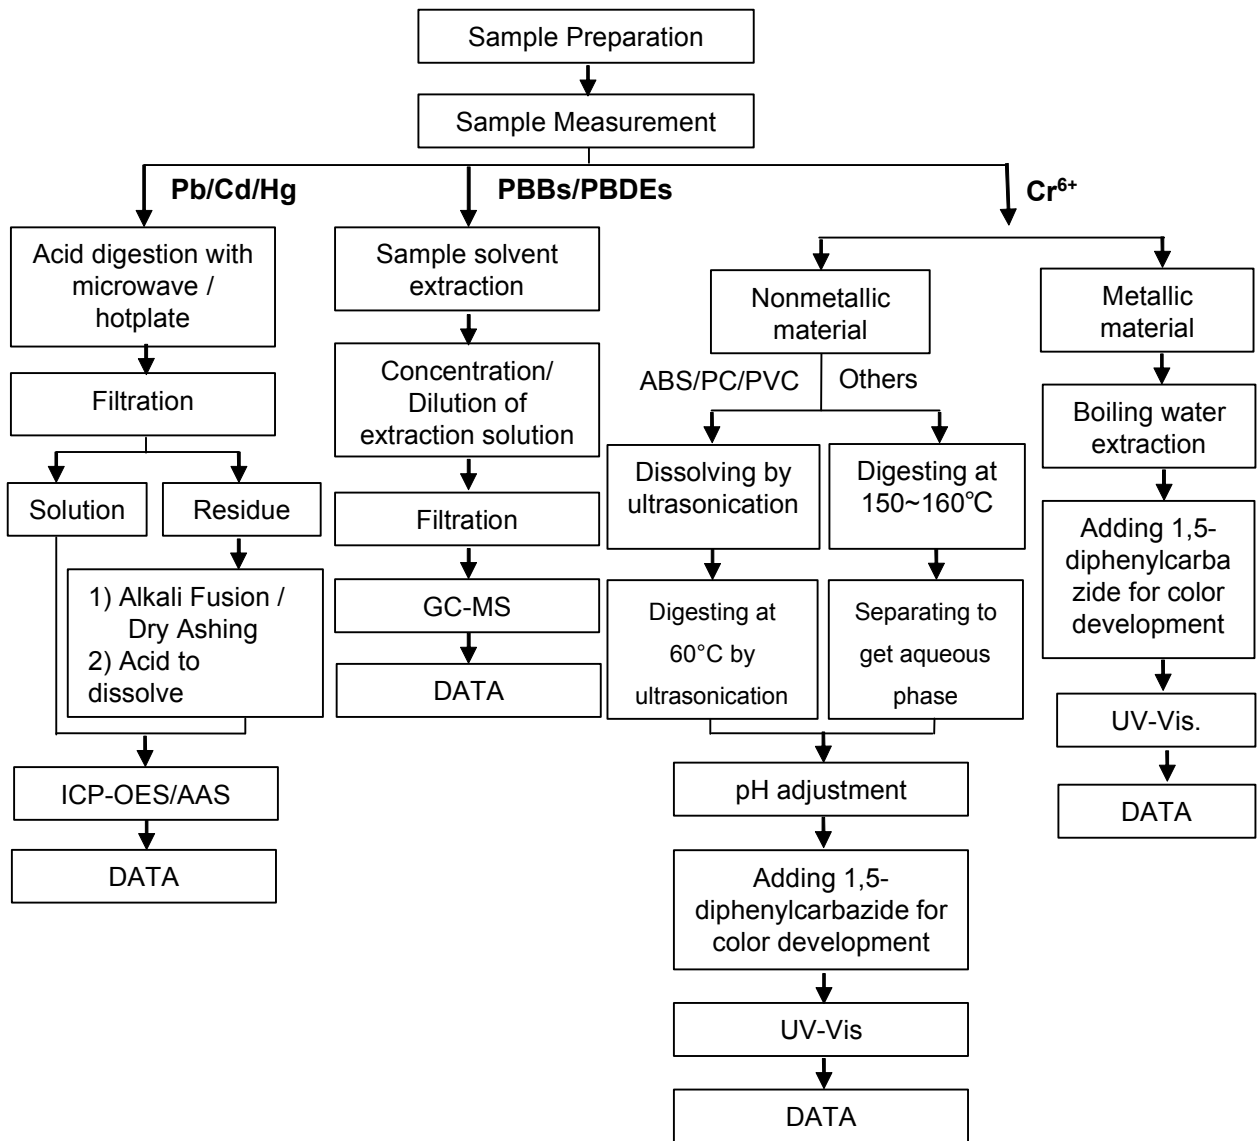 Sample Preparation
Sample Measurement
Pb/Cd/Hg
PBBs/PBDEs
Cr⁶⁺
Acid digestion with
microwave /
hotplate
Filtration
Solution
Residue
1) Alkali Fusion /
Dry Ashing
2) Acid to
dissolve
ICP-OES/AAS
DATA
Sample solvent
extraction
Concentration/
Dilution of
extraction solution
Filtration
GC-MS
DATA
Nonmetallic
material
ABS/PC/PVC
Others
Dissolving by
ultrasonication
Digesting at
60°C by
ultrasonication
Digesting at
150~160℃
Separating to
get aqueous
phase
pH adjustment
Adding 1,5-
diphenylcarbazide for
color development
UV-Vis
DATA
Metallic
material
Boiling water
extraction
Adding 1,5-
diphenylcarba
zide for color
development
UV-Vis.
DATA